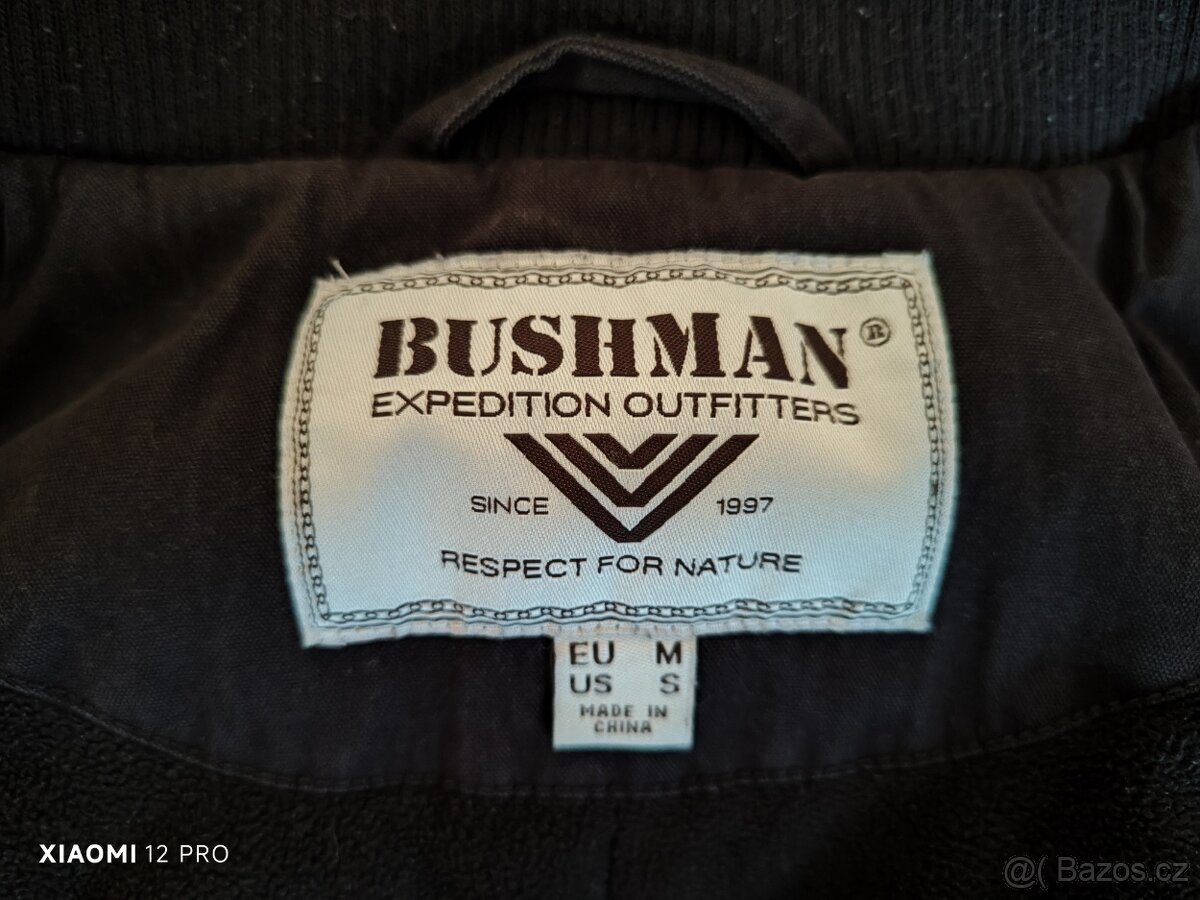 BUSHMAN®
EXPEDITION OUTFITTERS
SINCE 1997
RESPECT FOR NATURE
EU M
US S
MADE IN
CHINA
XIAOMI 12 PRO
@( Bazos.cz